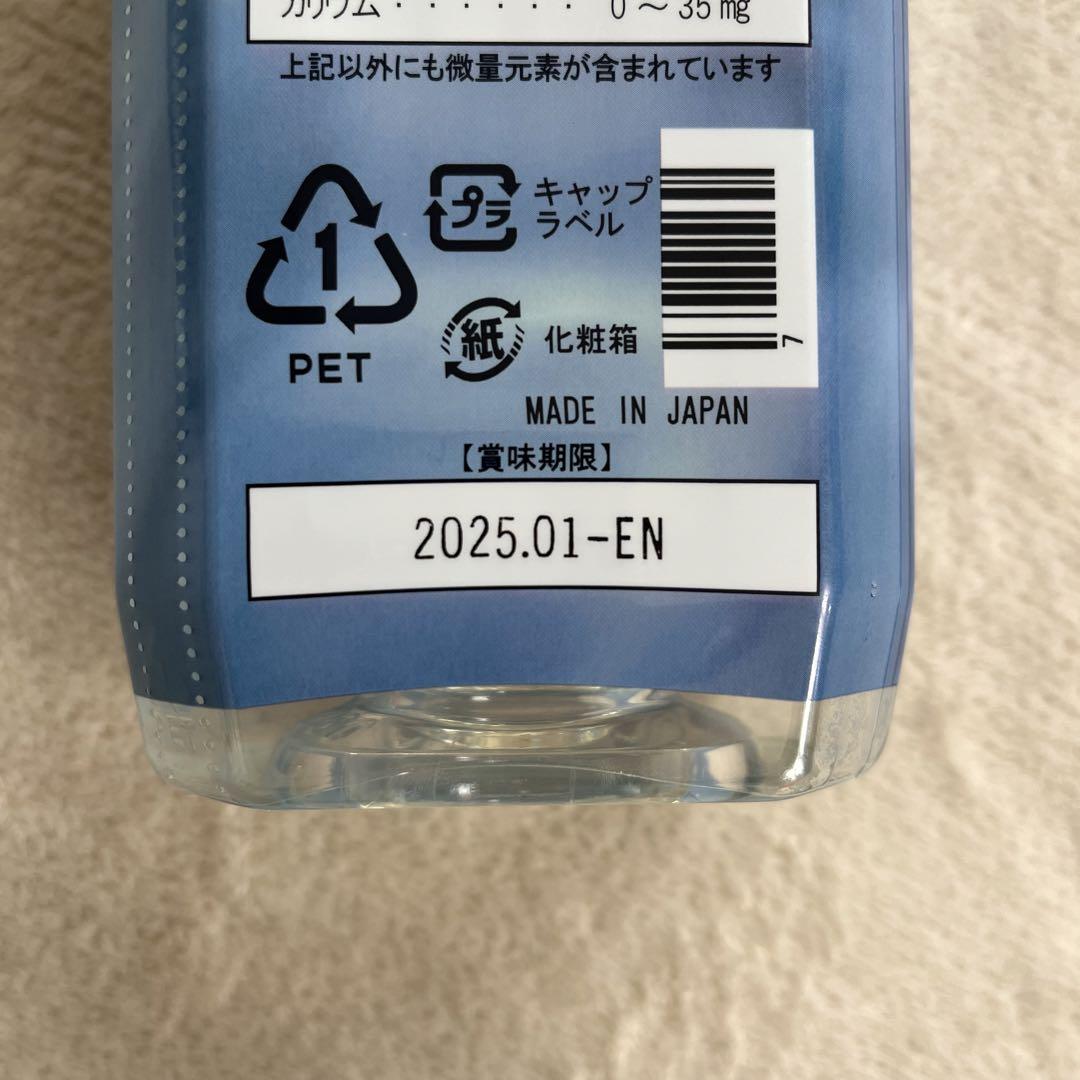 カリウム・・・・・・ 0～35㎎
上記以外にも微量元素が含まれています
1
PET
プラ
キャップ
ラベル
紙
化粧箱
7
MADE IN JAPAN
【賞味期限】
2025.01-EN